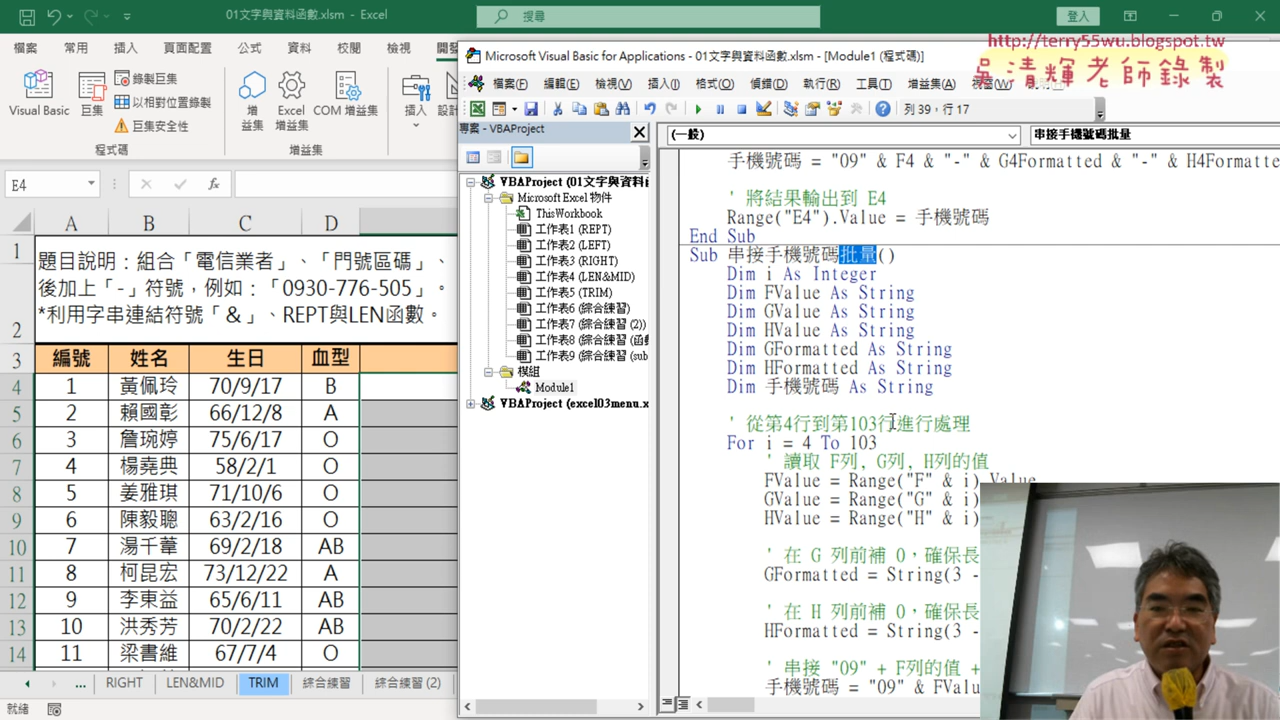 01文字與資料函數.xlsm - Excel
搜尋
登入
檔案 常用 插入 頁面配置 公式 資料 校閱 檢視
Visual Basic
巨集
錄製巨集
以相對位置錄製
巨集安全性
程式碼
增益集
Excel 增益集
COM 增益集
增益集
插入
Microsoft Visual Basic for Applications - 01文字與資料函數.xlsm - [Module1 (程式碼)]
http://terry55wu.blogspot.tw
吳清輝老師錄製
檔案(F) 編輯(E) 檢視(V) 插入(I) 格式(O) 偵錯(D) 執行(R) 工具(T) 增益集(A) 視窗(W)
列 39，行 17
專案 - VBAProject
(一般)
串接手機號碼批量
E4
fx
VBAProject (01文字與資料函
Microsoft Excel 物件
ThisWorkbook
工作表1 (REPT)
工作表2 (LEFT)
工作表3 (RIGHT)
工作表4 (LEN&MID)
工作表5 (TRIM)
工作表6 (綜合練習)
工作表7 (綜合練習 (2))
工作表8 (綜合練習 (函
工作表9 (綜合練習 (sub
模組
Module1
VBAProject (excel03menu.x
手機號碼 = "09" & F4 & "-" & G4Formatted & "-" & H4Formatte
' 將結果輸出到 E4
Range("E4").Value = 手機號碼
End Sub
Sub 串接手機號碼批量()
Dim i As Integer
Dim FValue As String
Dim GValue As String
Dim HValue As String
Dim GFormatted As String
Dim HFormatted As String
Dim 手機號碼 As String
' 從第4行到第103行進行處理
For i = 4 To 103
' 讀取 F列, G列, H列的值
FValue = Range("F" & i).Value
GValue = Range("G" & i)
HValue = Range("H" & i)
' 在 G 列前補 0，確保長
GFormatted = String(3 -
' 在 H 列前補 0，確保長
HFormatted = String(3 -
' 串接 "09" + F列的值 +
手機號碼 = "09" & FValu
A B C D
1
2
題目說明：組合「電信業者」、「門號區碼」、
後加上「-」符號，例如：「0930-776-505」。
*利用字串連結符號「＆」、REPT與LEN函數。
3 編號 姓名 生日 血型
4 1 黃佩玲 70/9/17 B
5 2 賴國彰 66/12/8 A
6 3 詹琬婷 75/6/17 O
7 4 楊堯典 58/2/1 O
8 5 姜雅琪 71/10/6 O
9 6 陳毅聰 63/2/16 O
10 7 湯千葦 69/2/18 AB
11 8 柯昆宏 73/12/22 A
12 9 李東益 65/6/11 AB
13 10 洪秀芳 70/2/22 AB
14 11 梁書維 67/7/4 O
... RIGHT LEN&MID TRIM 綜合練習 綜合練習 (2)
就緒